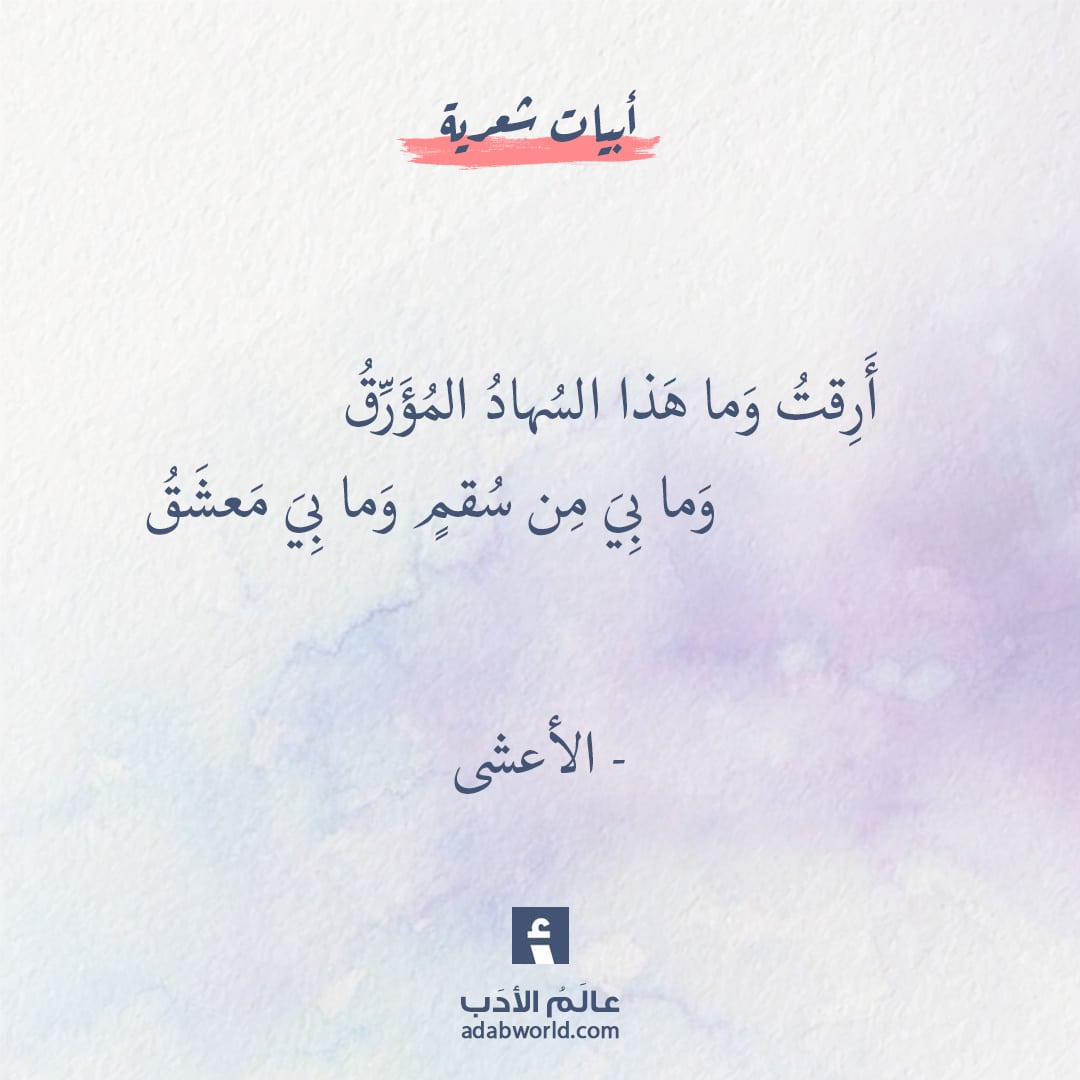 أبيات شعرية
أَرِقتُ وَما هَذا السُهادُ المُؤَرِّقُ
وَما بِيَ مِن سُقمٍ وَما بِيَ مَعشَقُ
- الأعشى
أ
عالَمُ الأدَب
adabworld.com